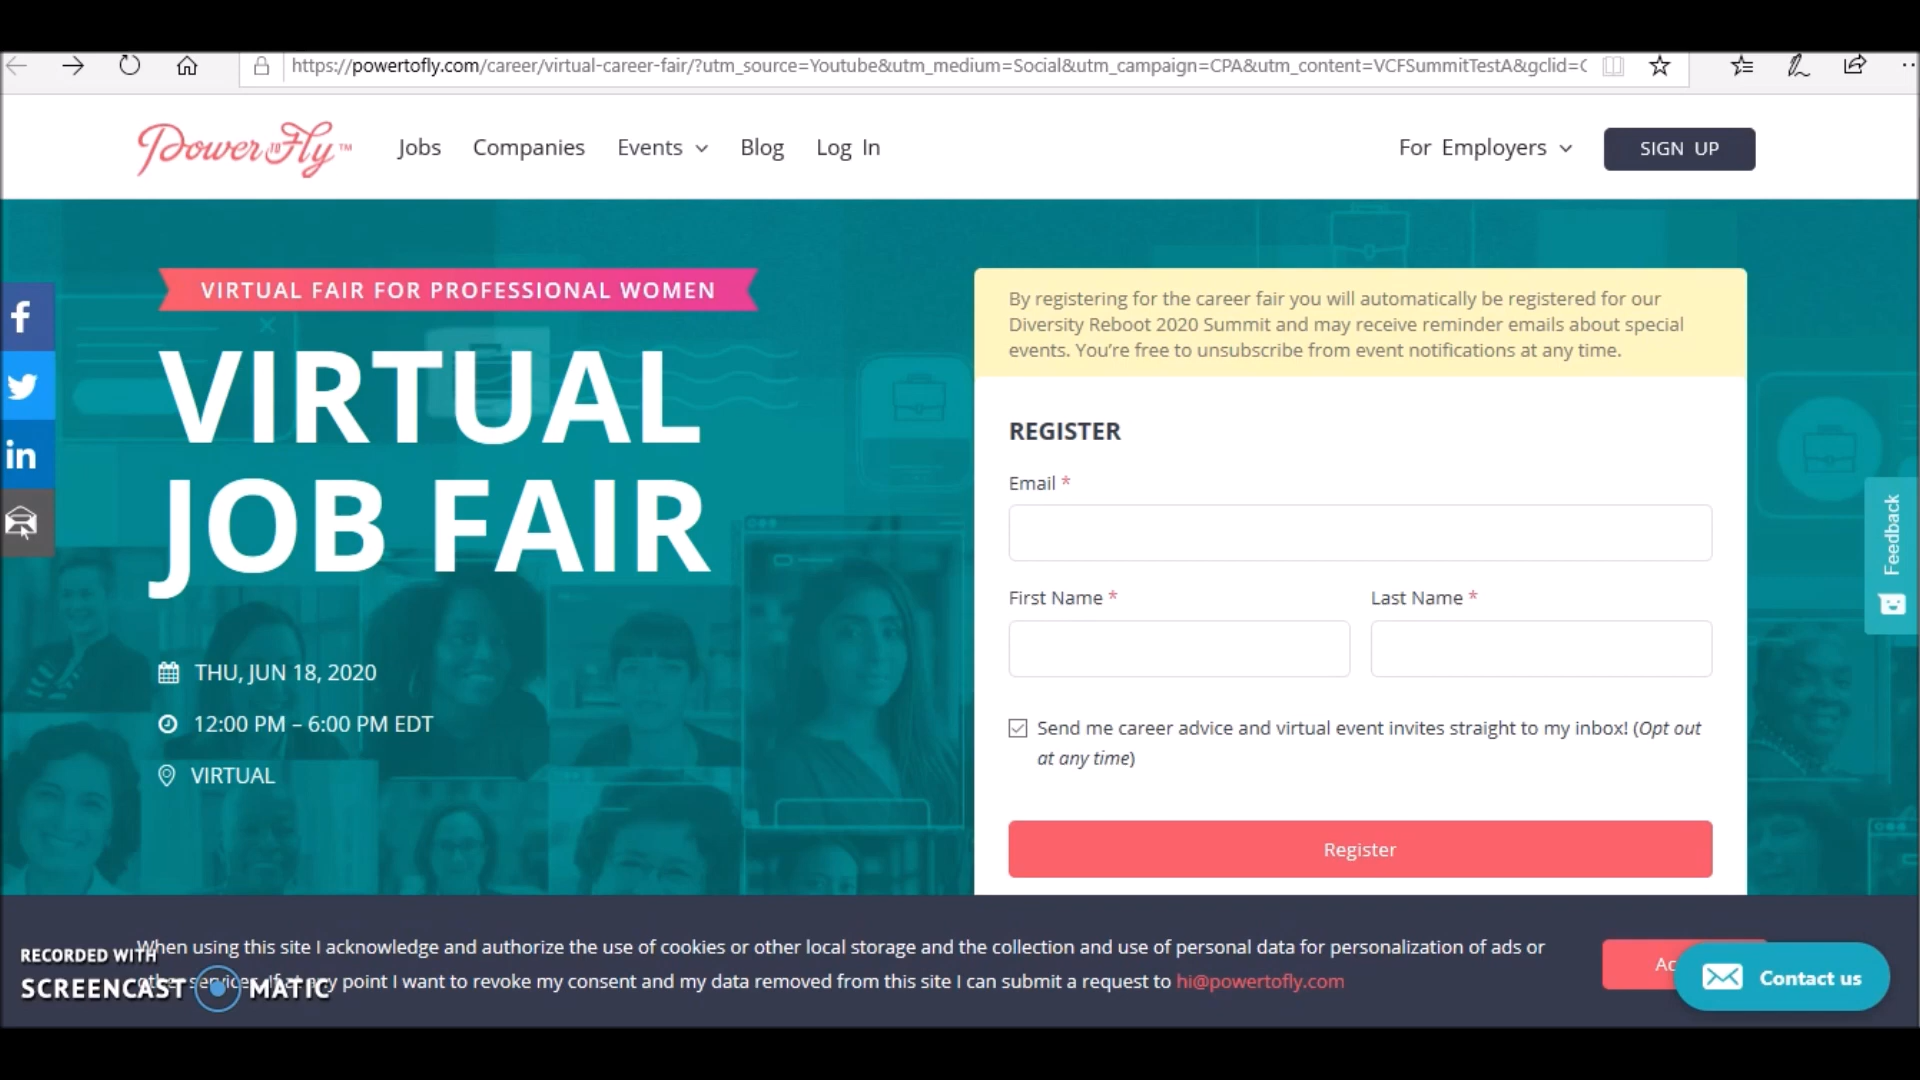 https://powertofly.com/career/virtual-career-fair/?utm_source=Youtube&utm_medium=Social&utm_campaign=CPA&utm_content=VCFSummitTestA&gclid=C
Power TO Fly ™ Jobs Companies Events Blog Log In For Employers SIGN UP
VIRTUAL FAIR FOR PROFESSIONAL WOMEN
VIRTUAL
JOB FAIR
THU, JUN 18, 2020
12:00 PM – 6:00 PM EDT
VIRTUAL
By registering for the career fair you will automatically be registered for our
Diversity Reboot 2020 Summit and may receive reminder emails about special
events. You’re free to unsubscribe from event notifications at any time.
REGISTER
Email *
First Name * Last Name *
Send me career advice and virtual event invites straight to my inbox! (Opt out
at any time)
Register
Feedback
When using this site I acknowledge and authorize the use of cookies or other local storage and the collection and use of personal data for personalization of ads or
point I want to revoke my consent and my data removed from this site I can submit a request to hi@powertofly.com
Contact us
RECORDED WITH
SCREENCAST MATIC